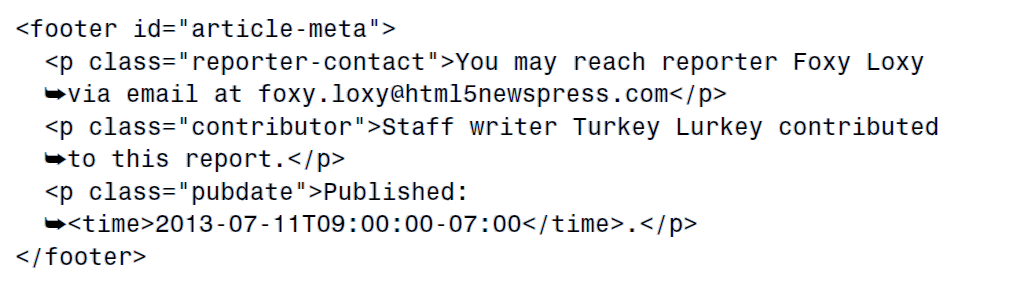 <footer id="article-meta">
<p class="reporter-contact">You may reach reporter Foxy Loxy
➥via email at foxy.loxy@html5newspress.com</p>
<p class="contributor">Staff writer Turkey Lurkey contributed
➥to this report.</p>
<p class="pubdate">Published:
➥<time>2013-07-11T09:00:00-07:00</time>.</p>
</footer>